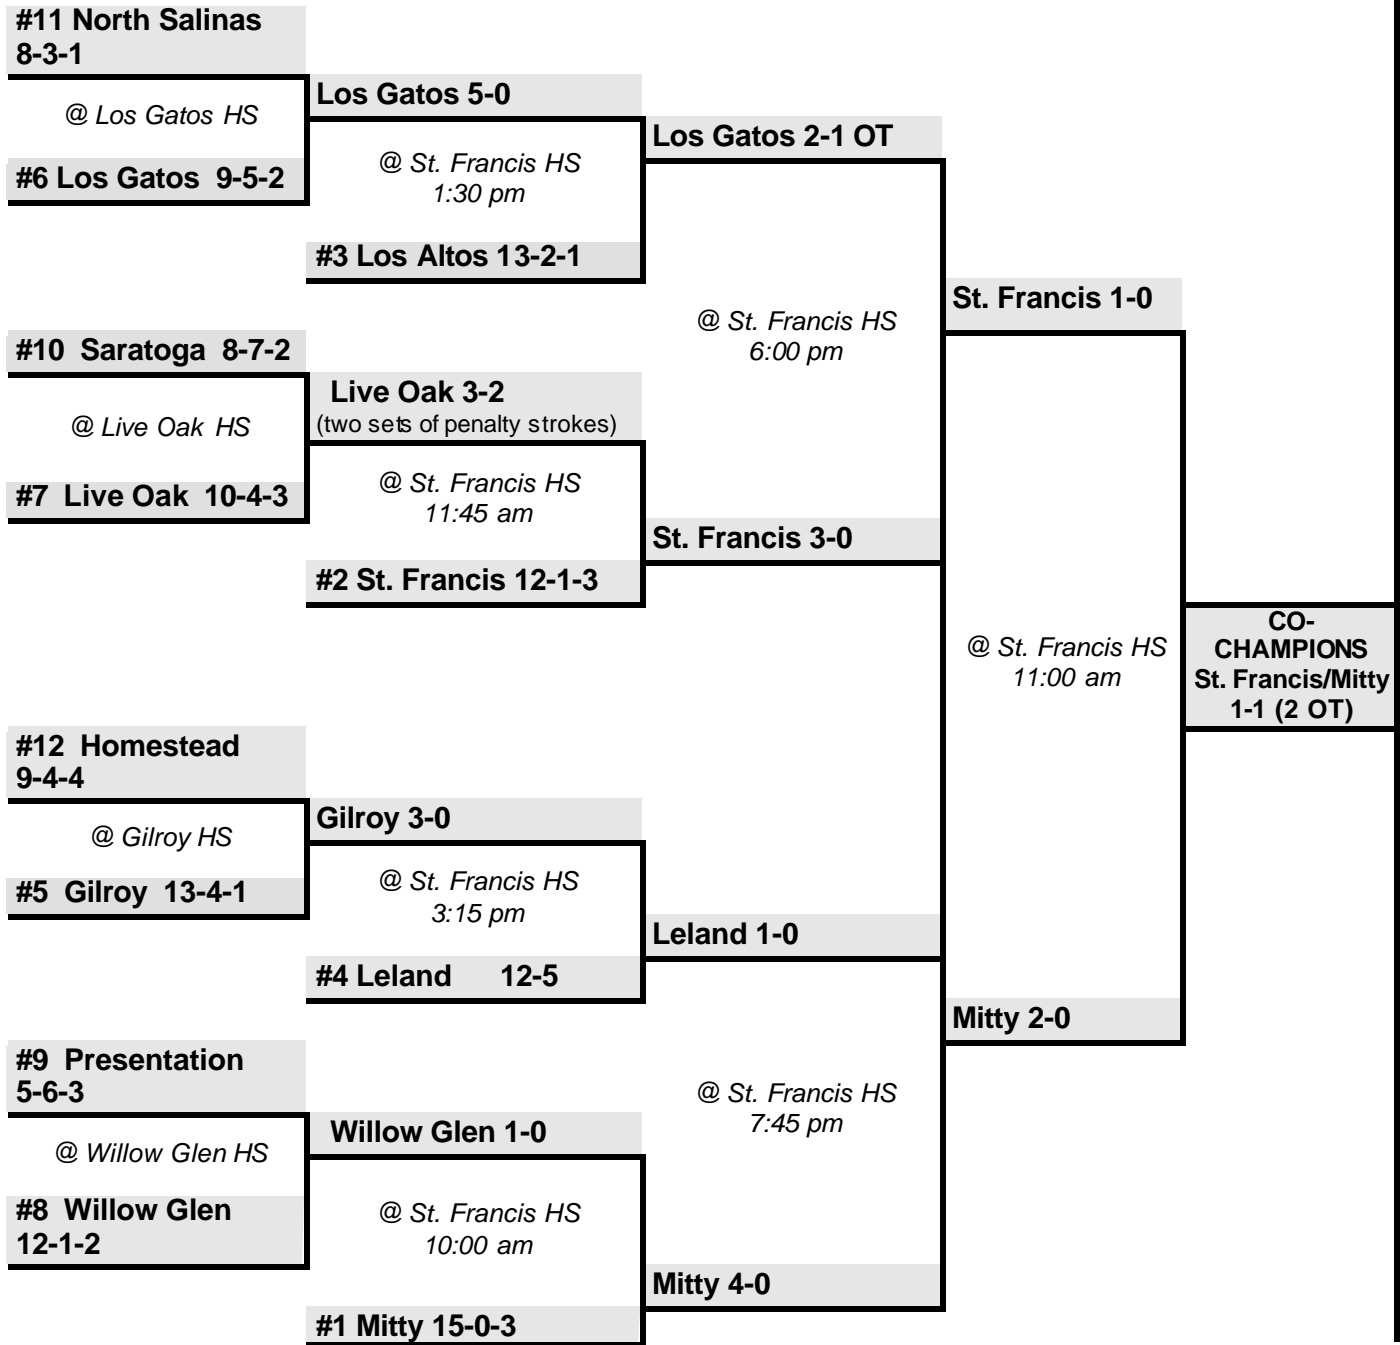 #11 North Salinas
8-3-1
@ Los Gatos HS
#6 Los Gatos 9-5-2
Los Gatos 5-0
@ St. Francis HS
1:30 pm
#3 Los Altos 13-2-1
Los Gatos 2-1 OT
#10 Saratoga 8-7-2
@ Live Oak HS
#7 Live Oak 10-4-3
Live Oak 3-2
(two sets of penalty strokes)
@ St. Francis HS
11:45 am
#2 St. Francis 12-1-3
St. Francis 3-0
@ St. Francis HS
6:00 pm
St. Francis 1-0
#12 Homestead
9-4-4
@ Gilroy HS
#5 Gilroy 13-4-1
Gilroy 3-0
@ St. Francis HS
3:15 pm
#4 Leland 12-5
Leland 1-0
#9 Presentation
5-6-3
@ Willow Glen HS
#8 Willow Glen
12-1-2
Willow Glen 1-0
@ St. Francis HS
10:00 am
#1 Mitty 15-0-3
Mitty 4-0
@ St. Francis HS
7:45 pm
Mitty 2-0
@ St. Francis HS
11:00 am
CO-
CHAMPIONS
St. Francis/Mitty
1-1 (2 OT)